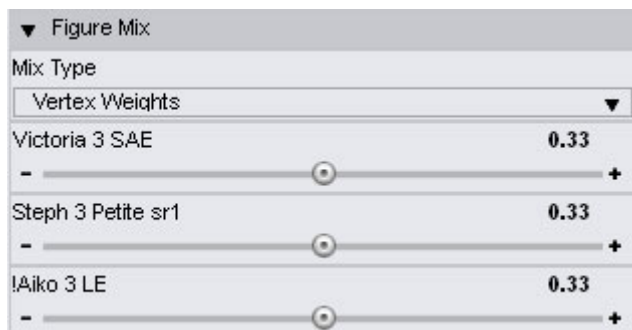 Figure Mix
Mix Type
Vertex Weights
Victoria 3 SAE 0.33
- +
Steph 3 Petite sr1 0.33
- +
!Aiko 3 LE 0.33
- +